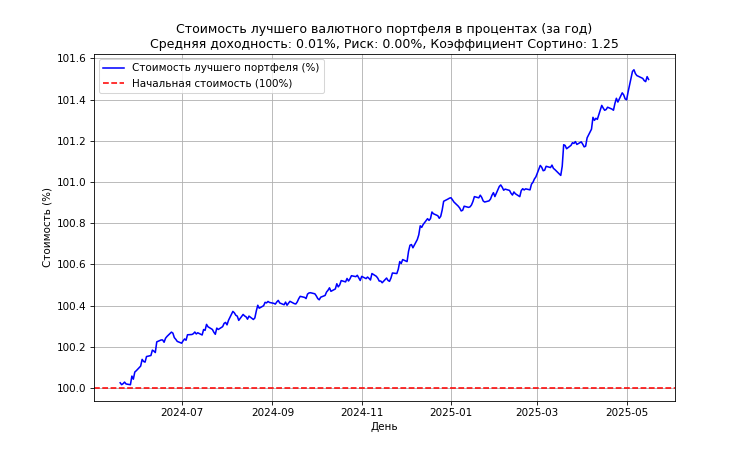 Стоимость лучшего валютного портфеля в процентах (за год)
Средняя доходность: 0.01%, Риск: 0.00%, Коэффициент Сортино: 1.25
Стоимость лучшего портфеля (%)
Начальная стоимость (100%)
Стоимость (%)
101.6
101.4
101.2
101.0
100.8
100.6
100.4
100.2
100.0
2024-07
2024-09
2024-11
2025-01
2025-03
2025-05
День